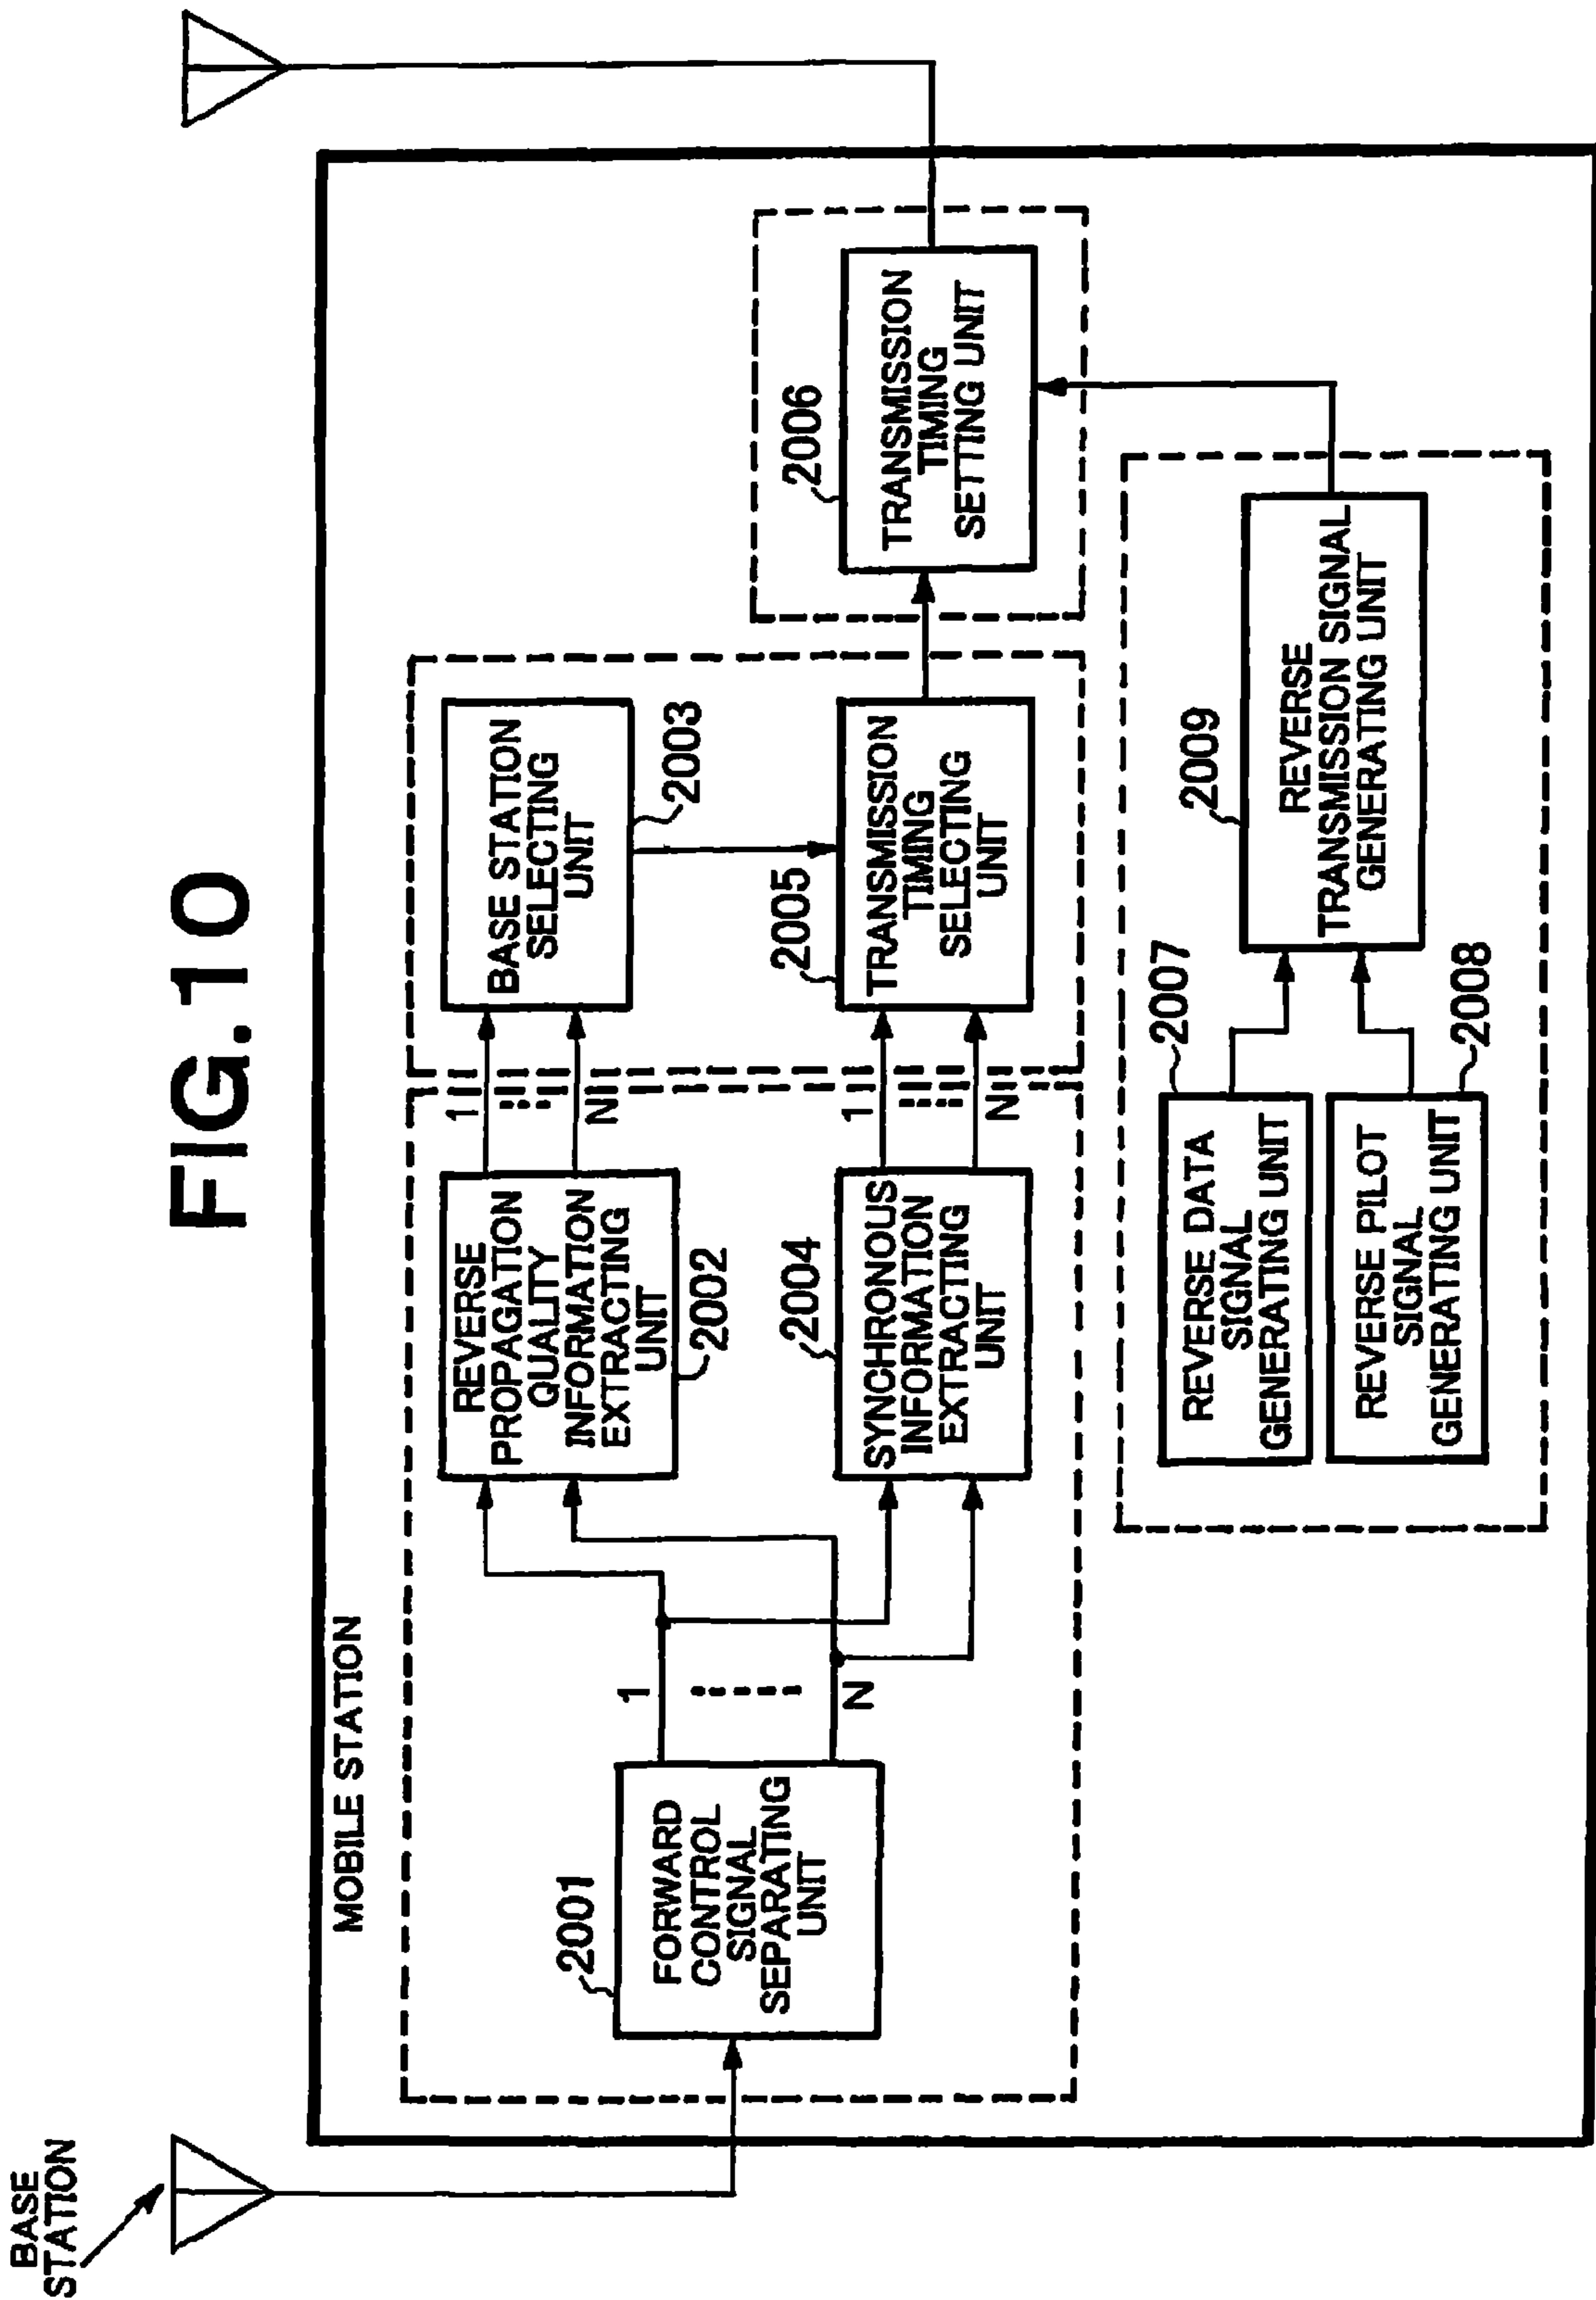 FIG.10
BASE
STATION
MOBILE STATION
2001
FORWARD
CONTROL
SIGNAL
SEPARATING
UNIT
1
N
REVERSE
PROPAGATION
QUALITY
INFORMATION
EXTRACTING
UNIT
2002
1
N
BASE STATION
SELECTING
UNIT
2003
2004
SYNCHRONOUS
INFORMATION
EXTRACTING
UNIT
1
N
2005
TRANSMISSION
TIMING
SELECTING
UNIT
2006
TRANSMISSION
TIMING
SETTING UNIT
2007
REVERSE DATA
SIGNAL
GENERATING UNIT
REVERSE PILOT
SIGNAL
GENERATING UNIT
2008
2009
REVERSE
TRANSMISSION SIGNAL
GENERATING UNIT